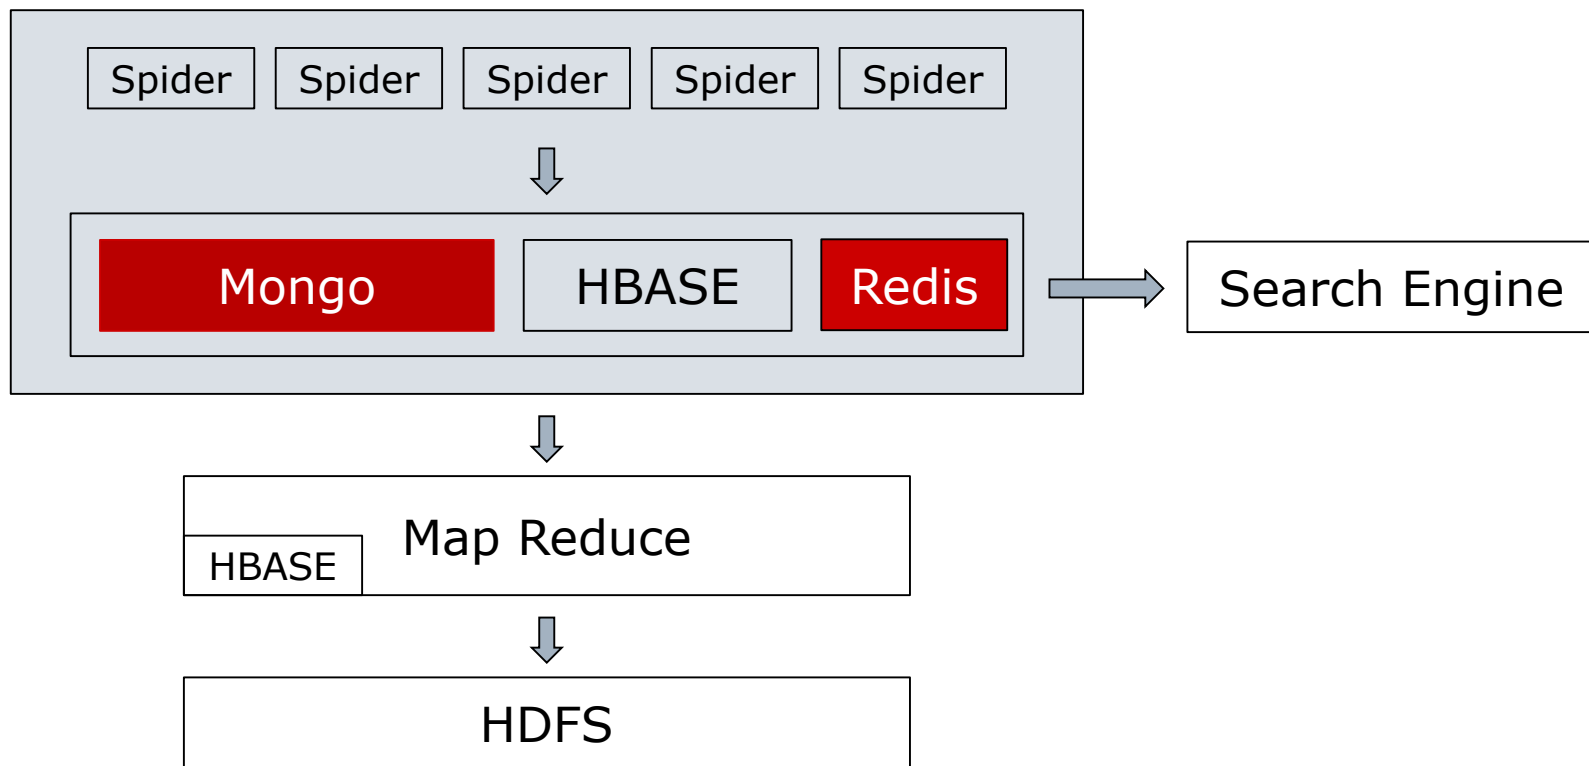 Spider
Spider
Spider
Spider
Spider
Mongo
HBASE
Redis
Search Engine
Map Reduce
HBASE
HDFS